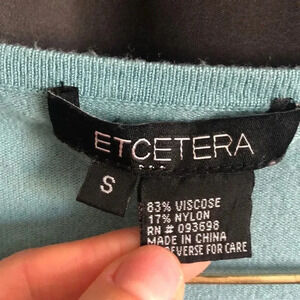 ETCETERA
S
83% VISCOSE
17% NYLON
RN # 093698
MADE IN CHINA
REVERSE FOR CARE